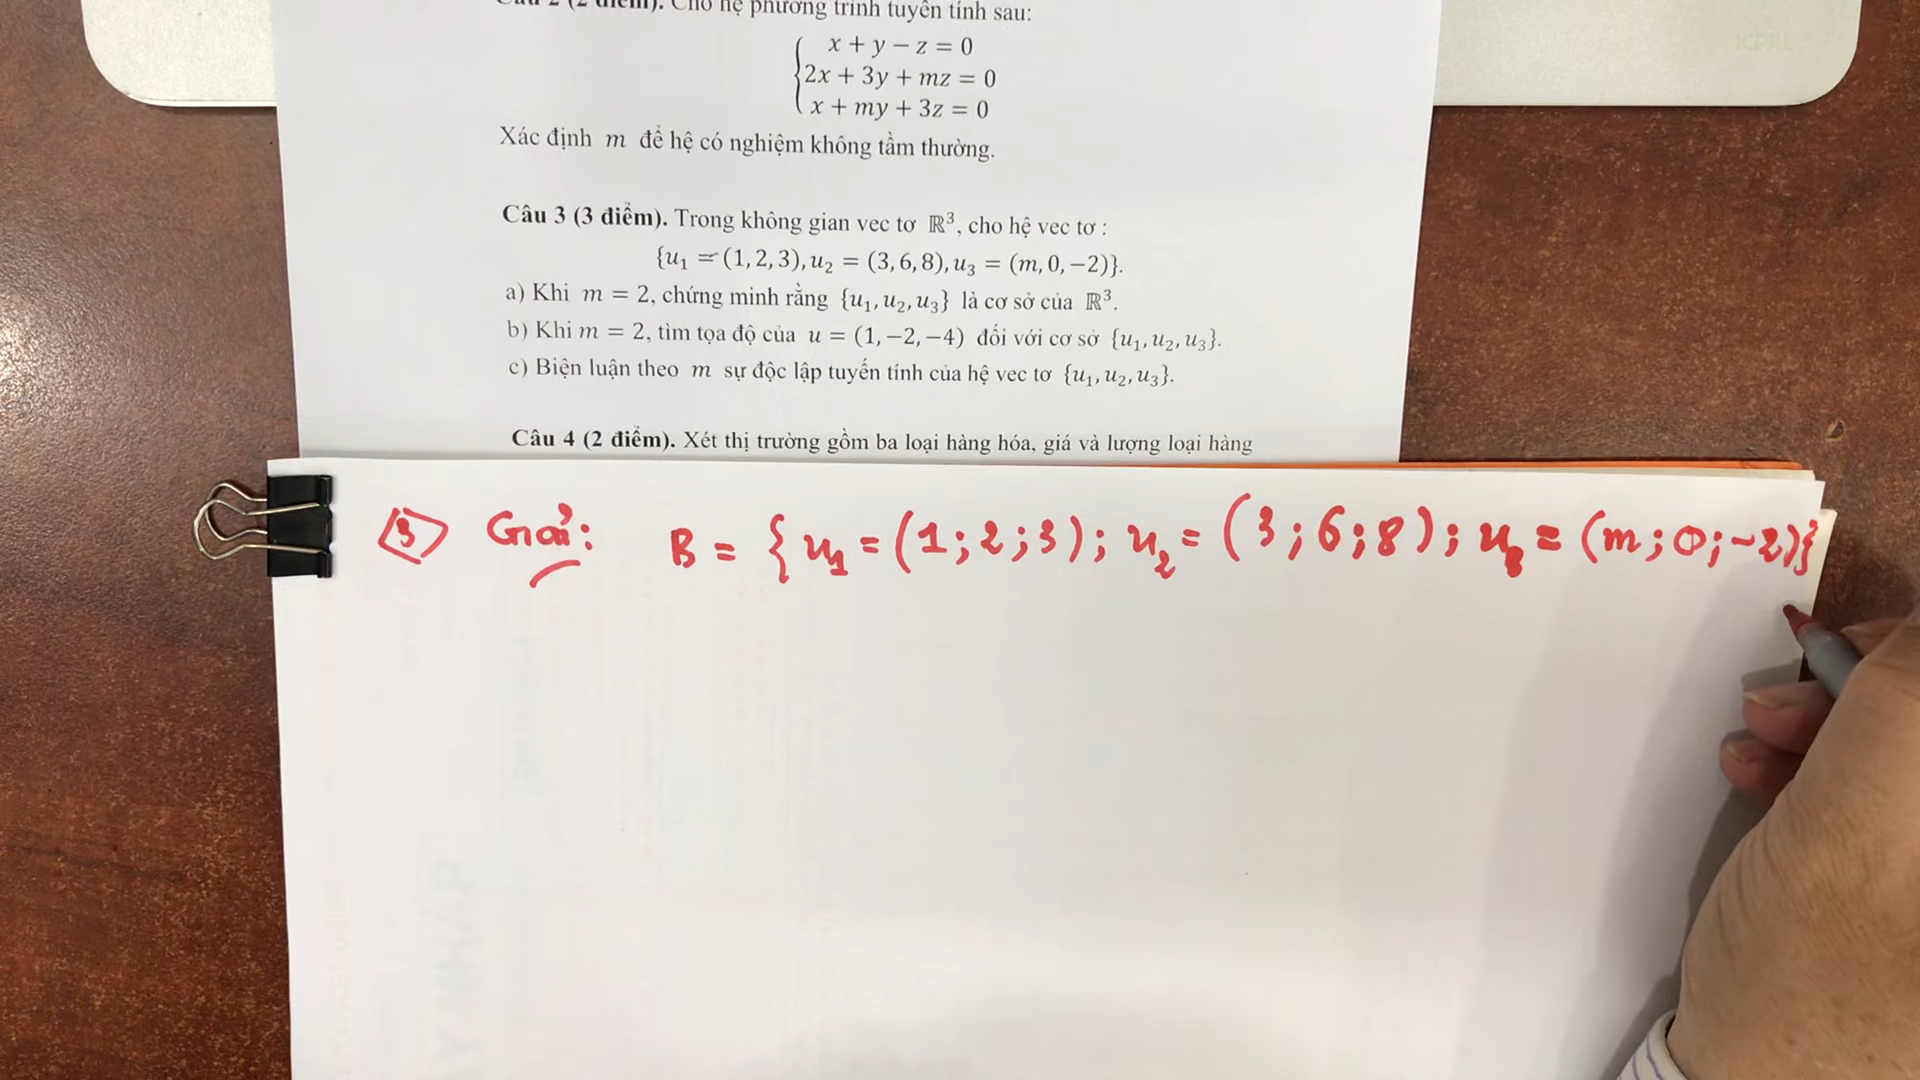 Câu 2 (2 điểm). Cho hệ phương trình tuyến tính sau:
x + y − z = 0
2x + 3y + mz = 0
x + my + 3z = 0
Xác định m để hệ có nghiệm không tầm thường.
Câu 3 (3 điểm). Trong không gian vec tơ ℝ³, cho hệ vec tơ :
{u₁ = (1, 2, 3), u₂ = (3, 6, 8), u₃ = (m, 0, −2)}.
a) Khi m = 2, chứng minh rằng {u₁, u₂, u₃} là cơ sở của ℝ³.
b) Khi m = 2, tìm tọa độ của u = (1, −2, −4) đối với cơ sở {u₁, u₂, u₃}.
c) Biện luận theo m sự độc lập tuyến tính của hệ vec tơ {u₁, u₂, u₃}.
Câu 4 (2 điểm). Xét thị trường gồm ba loại hàng hóa, giá và lượng loại hàng
3 Giải: B = { u₁ = (1; 2; 3); u₂ = (3; 6; 8); u₃ = (m; 0; −2)}